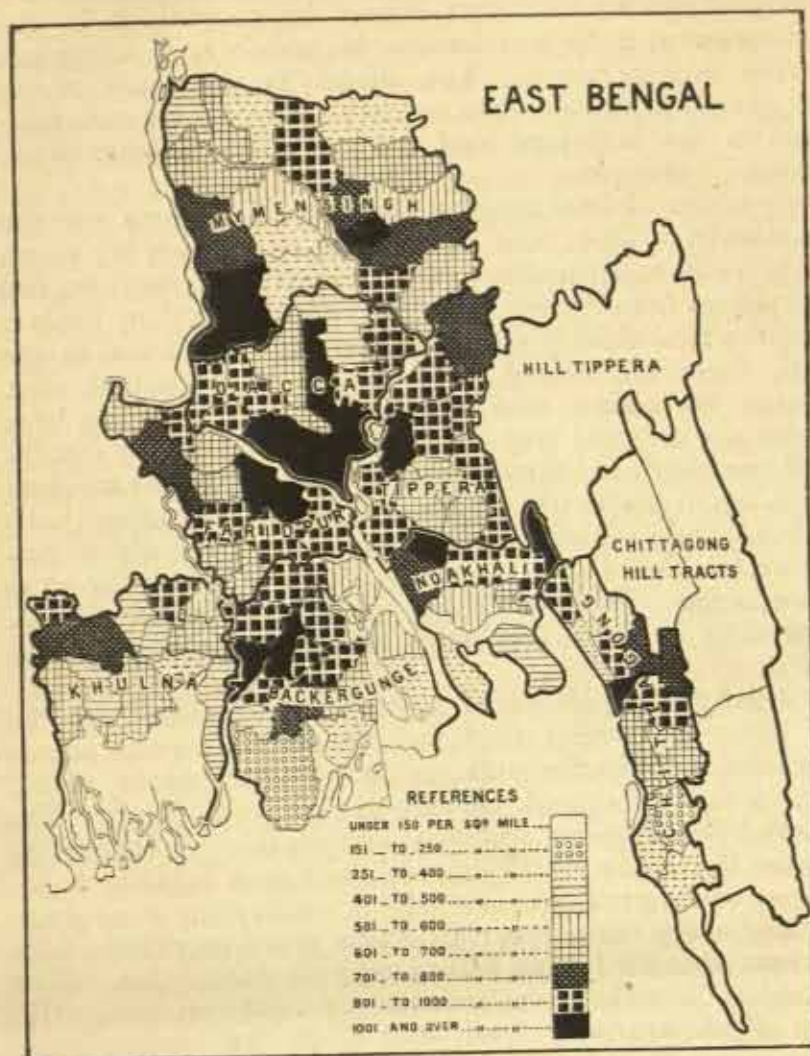 EAST BENGAL
MYMENSINGH
HILL TIPPERA
DACCA
TIPPERA
FARIDPUR
CHITTAGONG
HILL TRACTS
NOAKHALI
CHITTAGONG
KHULNA
BACKERGUNGE
REFERENCES
UNDER 150 PER SQR MILE
151 TO 250 " "
251 TO 400 " "
401 TO 500 " "
501 TO 600 " "
601 TO 700 " "
701 TO 800 " "
801 TO 1000 " "
1001 AND OVER " "